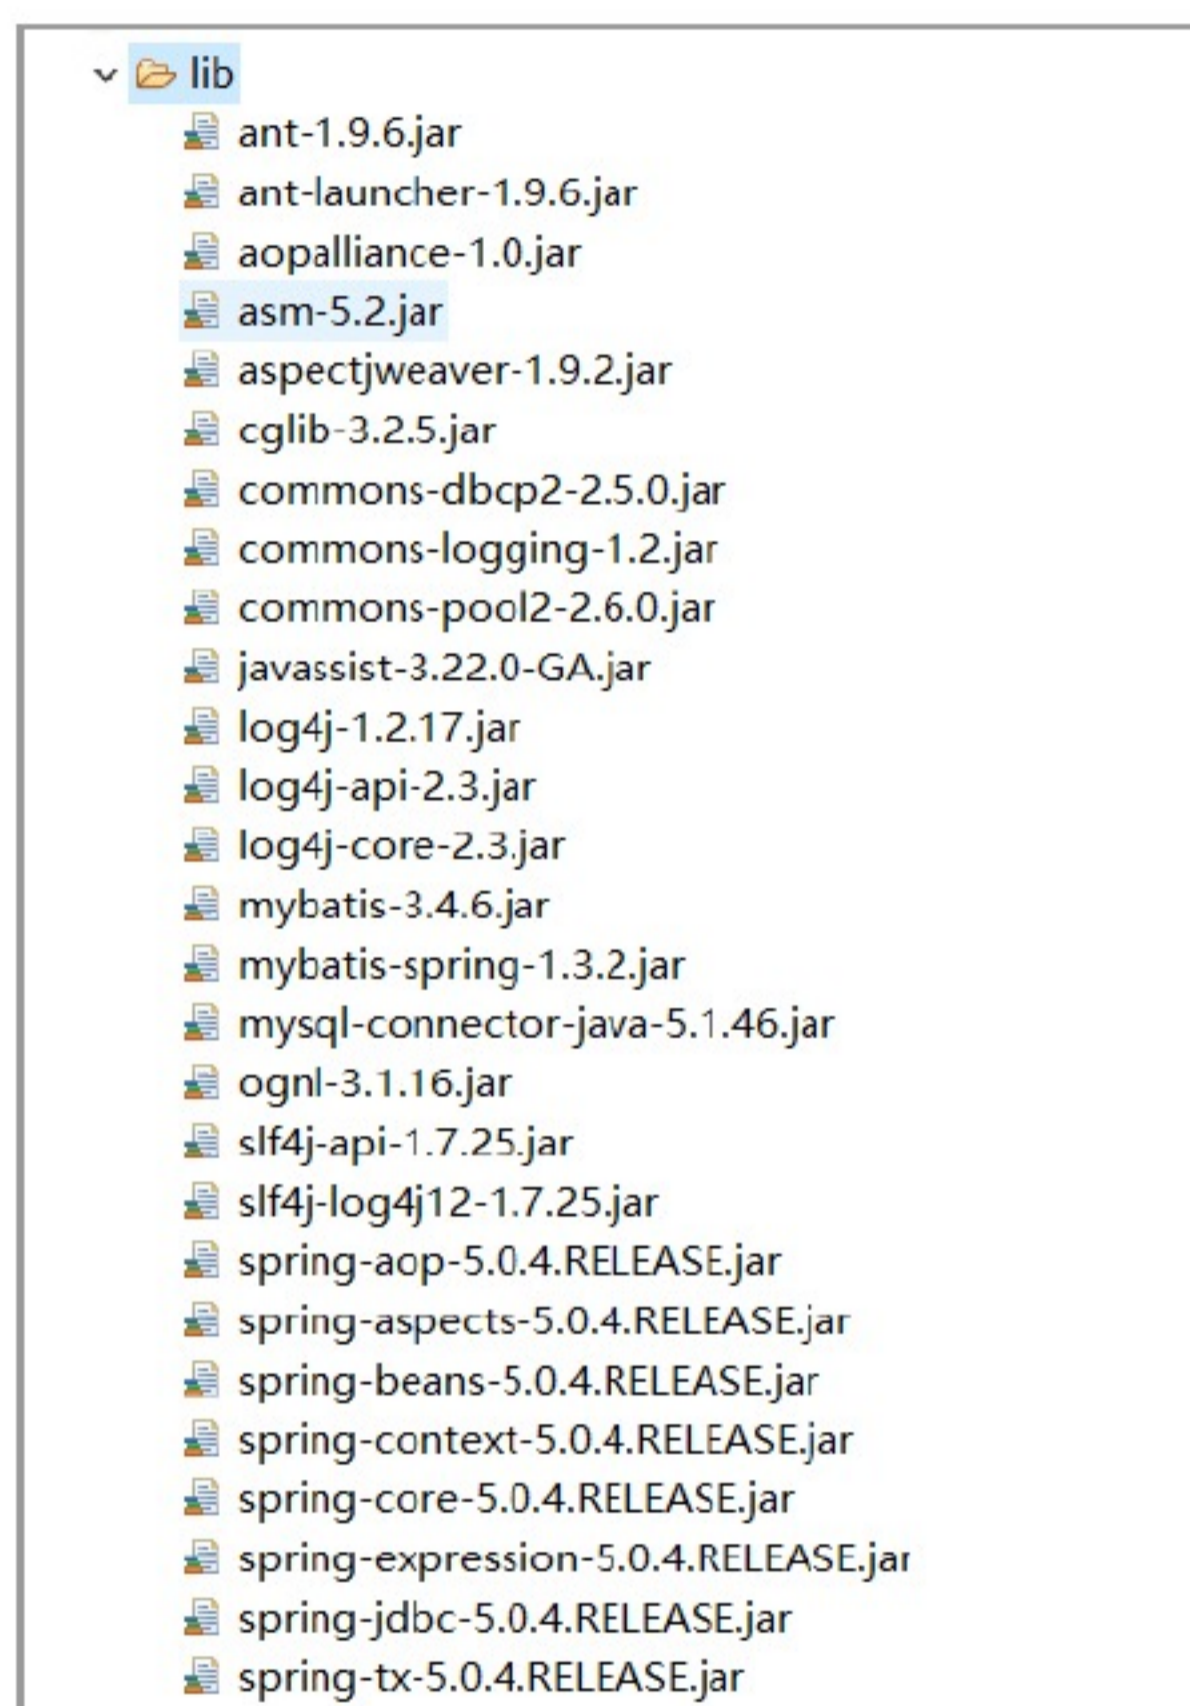 lib
ant-1.9.6.jar
ant-launcher-1.9.6.jar
aopalliance-1.0.jar
asm-5.2.jar
aspectjweaver-1.9.2.jar
cglib-3.2.5.jar
commons-dbcp2-2.5.0.jar
commons-logging-1.2.jar
commons-pool2-2.6.0.jar
javassist-3.22.0-GA.jar
log4j-1.2.17.jar
log4j-api-2.3.jar
log4j-core-2.3.jar
mybatis-3.4.6.jar
mybatis-spring-1.3.2.jar
mysql-connector-java-5.1.46.jar
ognl-3.1.16.jar
slf4j-api-1.7.25.jar
slf4j-log4j12-1.7.25.jar
spring-aop-5.0.4.RELEASE.jar
spring-aspects-5.0.4.RELEASE.jar
spring-beans-5.0.4.RELEASE.jar
spring-context-5.0.4.RELEASE.jar
spring-core-5.0.4.RELEASE.jar
spring-expression-5.0.4.RELEASE.jar
spring-jdbc-5.0.4.RELEASE.jar
spring-tx-5.0.4.RELEASE.jar